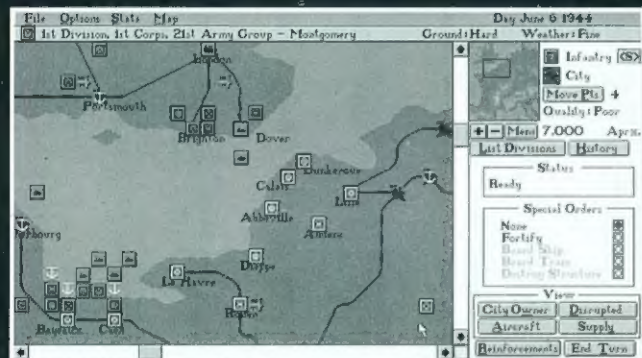 File Options Stats Map
Day June 6 1944
1st Division, 1st Corps, 21st Army Group - Montgomery
Ground: Hard Weather: Fine
London
Portsmouth
Brighton
Dover
Dunkerque
Calais
Lille
Abbeville
Amiens
Dieppe
Le Havre
Rouen
Bayeux
Caen
Infantry <S>
City
Move Pts 4
Quality: Poor
+ - Men 7,000
List Divisions History
Status
Ready
Special Orders
None
Fortify
Board Ship
Board Train
Destroy Structure
View
City Owner Disrupted
Aircraft Supply
Reinforcements End Turn